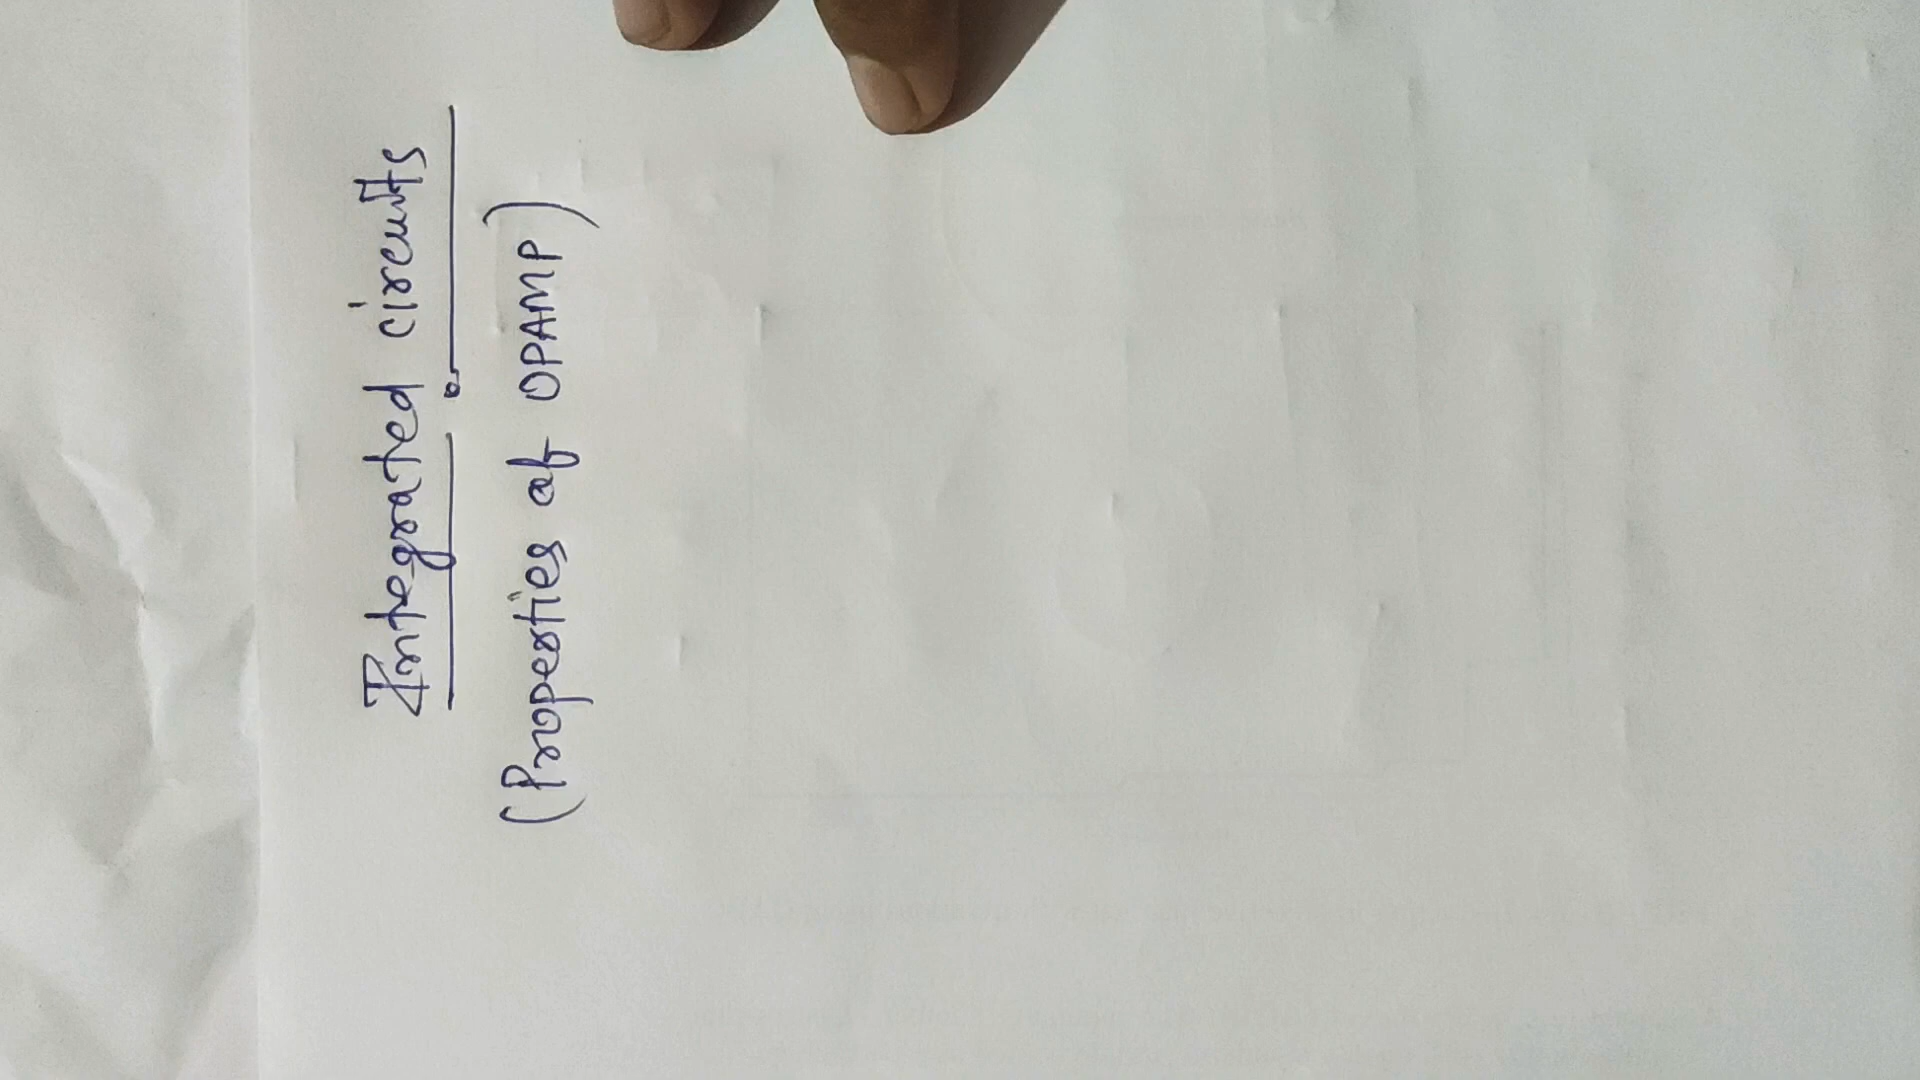 Integrated circuits
(Properties of OPAMP)